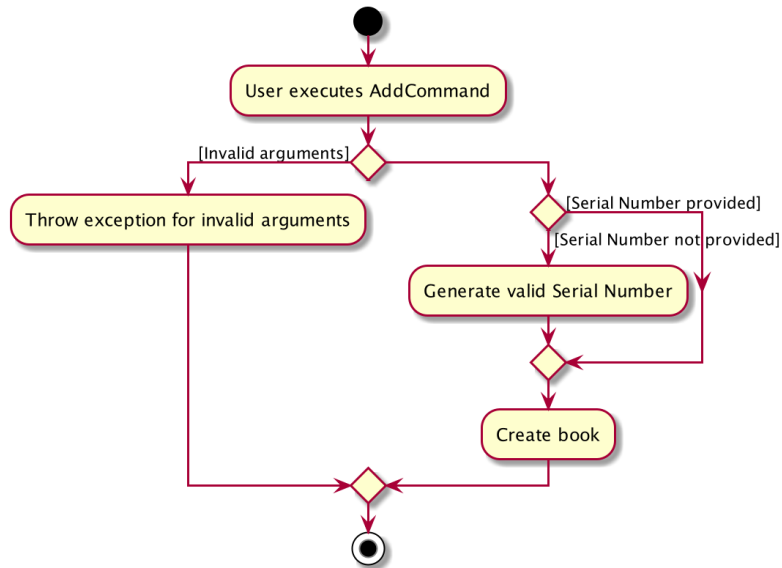 User executes AddCommand
[Invalid arguments]
Throw exception for invalid arguments
[Serial Number provided]
[Serial Number not provided]
Generate valid Serial Number
Create book